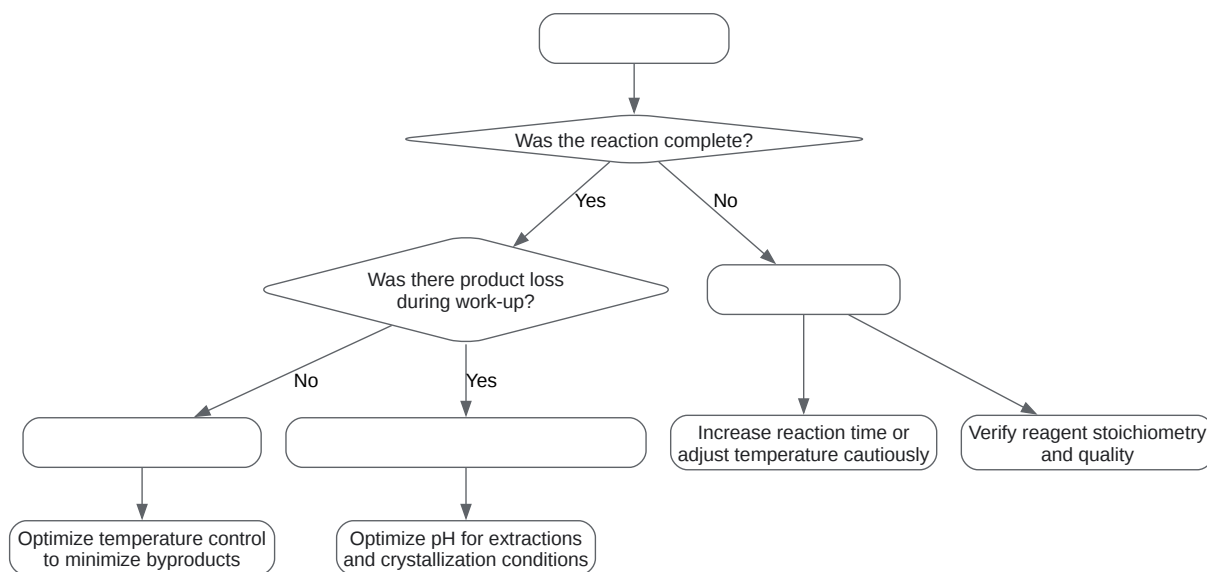 Was the reaction complete?
Yes
No
Was there product loss
during work-up?
No
Yes
Increase reaction time or
adjust temperature cautiously
Verify reagent stoichiometry
and quality
Optimize temperature control
to minimize byproducts
Optimize pH for extractions
and crystallization conditions